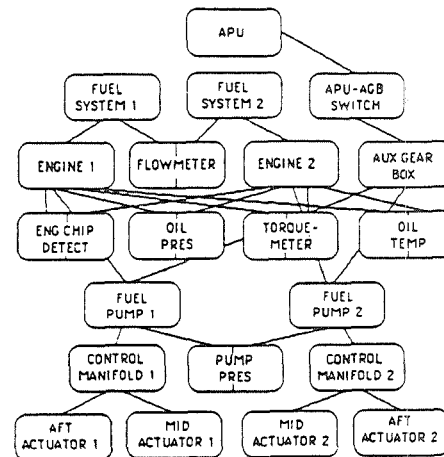 APU
FUEL
SYSTEM 1
FUEL
SYSTEM 2
APU-AGB
SWITCH
ENGINE 1
FLOWMETER
ENGINE 2
AUX GEAR
BOX
ENG CHIP
DETECT
OIL
PRES
TORQUE-
METER
OIL
TEMP
FUEL
PUMP 1
FUEL
PUMP 2
CONTROL
MANIFOLD 1
PUMP
PRES
CONTROL
MANIFOLD 2
AFT
ACTUATOR 1
MID
ACTUATOR 1
MID
ACTUATOR 2
AFT
ACTUATOR 2